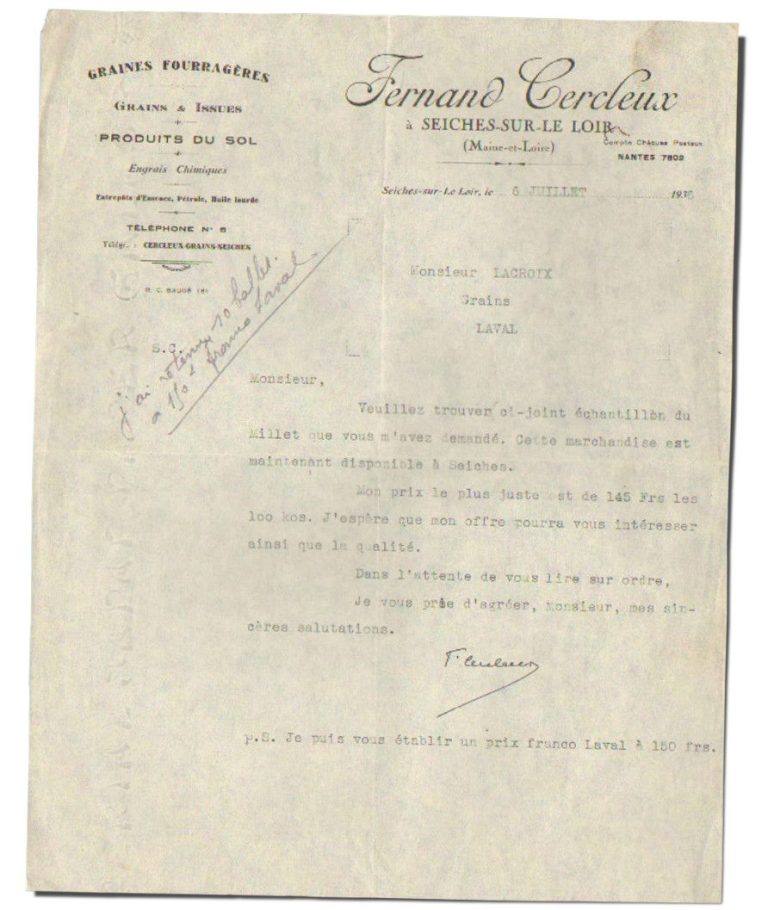 GRAINES FOURRAGÈRES
GRAINS & ISSUES
PRODUITS DU SOL
Engrais Chimiques
Entrepôts d'Essence, Pétrole, Huile lourde
TÉLÉPHONE N° 6
Télégr. : CERCLEUX-GRAINS-SEICHES
R. C. BAUGÉ
Fernand Cercleux
à SEICHES-SUR-LE LOIR
(Maine-et-Loire)
Compte Chèques Postaux
NANTES 7802
Seiches-sur-Le Loir, le 6 JUILLET 193
Monsieur LACROIX
Grains
LAVAL
j'ai retenu 10 balles
a 150 franco Laval
S.C.
Monsieur,
Veuillez trouver ci-joint échantillon du
Millet que vous m'avez demandé. Cette marchandise est
maintenant disponible à Seiches.
Mon prix le plus juste est de 145 Frs les
loo kos. J'espère que mon offre pourra vous intéresser
ainsi que la qualité.
Dans l'attente de vous lire sur ordre,
Je vous prie d'agréer, Monsieur, mes sin-
cères salutations.
p.S. Je puis vous établir un prix franco Laval à 150 frs.